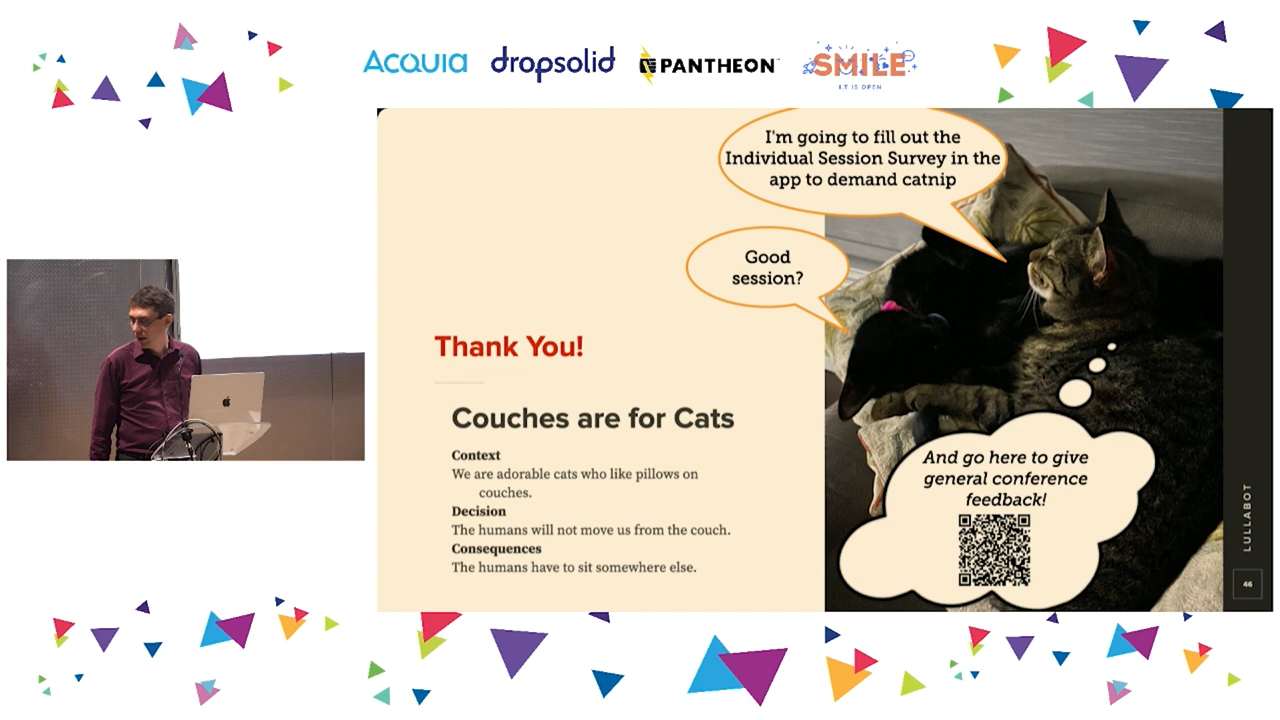 ACQUIA
dropsolid
PANTHEON
SMILE
I.T IS OPEN
I'm going to fill out the
Individual Session Survey in the
app to demand catnip
Good
session?
Thank You!
Couches are for Cats
Context
We are adorable cats who like pillows on
couches.
Decision
The humans will not move us from the couch.
Consequences
The humans have to sit somewhere else.
And go here to give
general conference
feedback!
LULLABOT
46